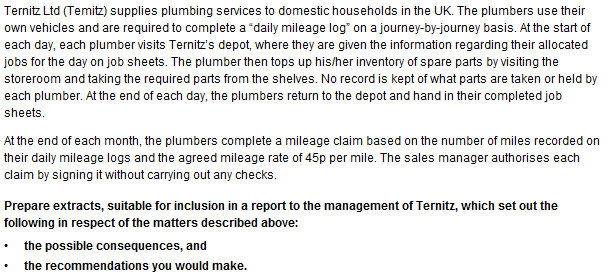 Ternitz Ltd (Ternitz) supplies plumbing services to domestic households in the UK. The plumbers use their
own vehicles and are required to complete a “daily mileage log” on a journey-by-journey basis. At the start of
each day, each plumber visits Ternitz’s depot, where they are given the information regarding their allocated
jobs for the day on job sheets. The plumber then tops up his/her inventory of spare parts by visiting the
storeroom and taking the required parts from the shelves. No record is kept of what parts are taken or held by
each plumber. At the end of each day, the plumbers return to the depot and hand in their completed job
sheets.
At the end of each month, the plumbers complete a mileage claim based on the number of miles recorded on
their daily mileage logs and the agreed mileage rate of 45p per mile. The sales manager authorises each
claim by signing it without carrying out any checks.
Prepare extracts, suitable for inclusion in a report to the management of Ternitz, which set out the
following in respect of the matters described above:
• the possible consequences, and
• the recommendations you would make.